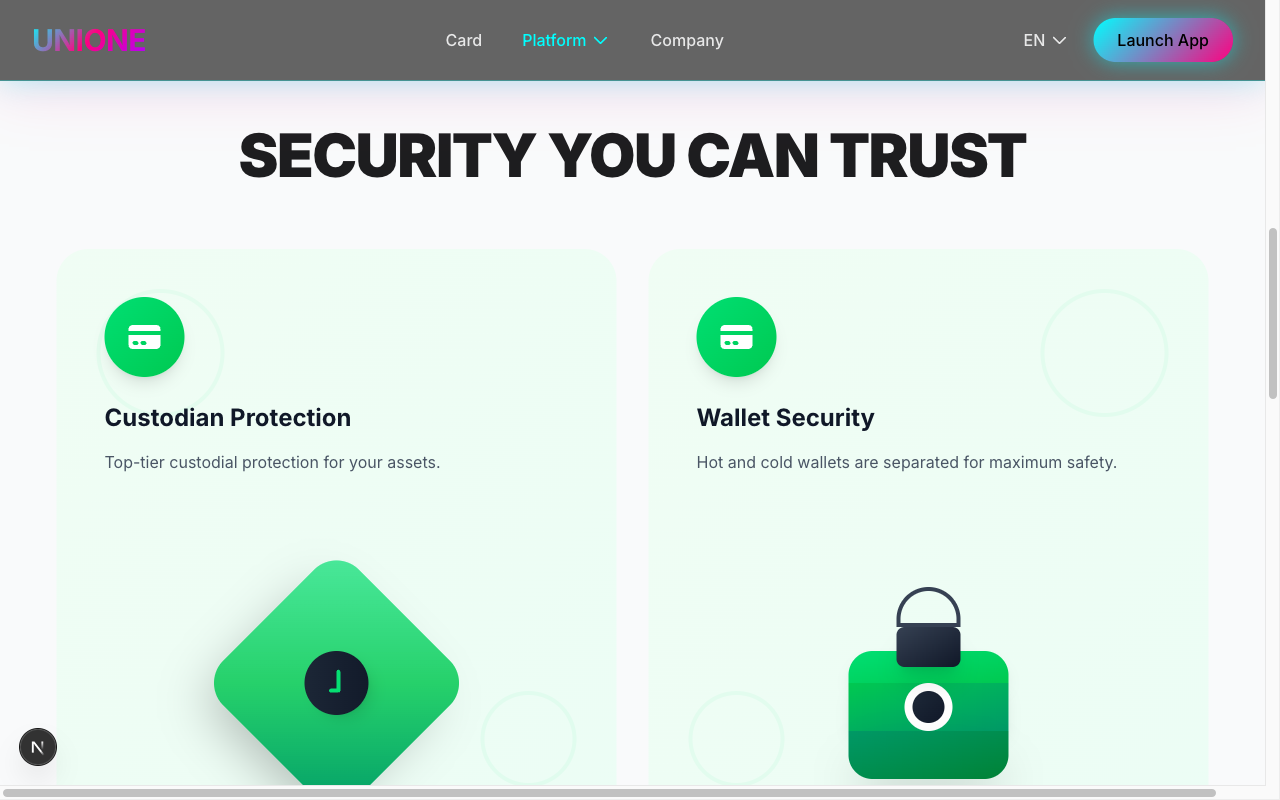 UNIONE
Card
Platform
Company
EN
Launch App
SECURITY YOU CAN TRUST
Custodian Protection
Top-tier custodial protection for your assets.
Wallet Security
Hot and cold wallets are separated for maximum safety.
N